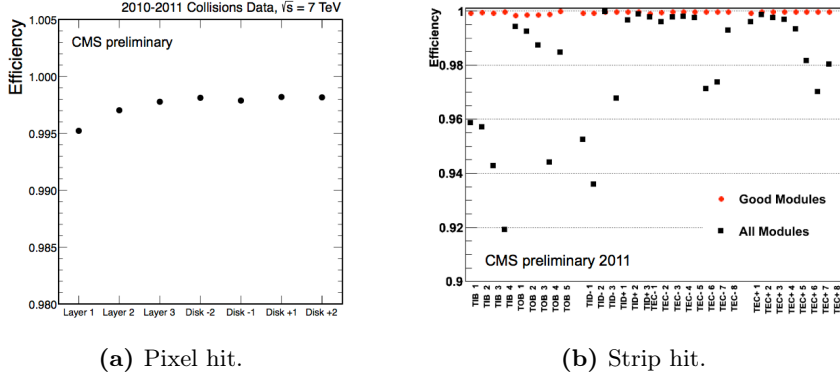 2010-2011 Collisions Data, √s = 7 TeV
Efficiency
CMS preliminary
1.005
1.000
0.995
0.990
0.985
0.980
Layer 1 Layer 2 Layer 3 Disk -2 Disk -1 Disk +1 Disk +2
(a) Pixel hit.
Efficiency
1
0.98
0.96
0.94
0.92
0.9
Good Modules
All Modules
CMS preliminary 2011
TIB 1
TIB 2
TIB 3
TIB 4
TOB 1
TOB 2
TOB 3
TOB 4
TOB 5
TID- 1
TID- 2
TID- 3
TID+ 1
TID+ 2
TID+ 3
TEC- 1
TEC- 2
TEC- 3
TEC- 4
TEC- 5
TEC- 6
TEC- 7
TEC- 8
TEC+ 1
TEC+ 2
TEC+ 3
TEC+ 4
TEC+ 5
TEC+ 6
TEC+ 7
TEC+ 8
(b) Strip hit.